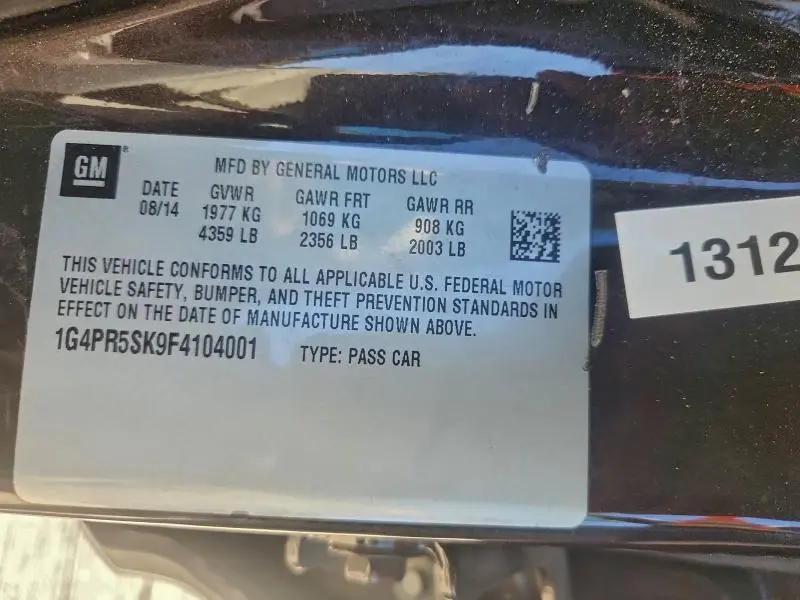 GM
MFD BY GENERAL MOTORS LLC
DATE GVWR GAWR FRT GAWR RR
08/14 1977 KG 1069 KG 908 KG
4359 LB 2356 LB 2003 LB
THIS VEHICLE CONFORMS TO ALL APPLICABLE U.S. FEDERAL MOTOR
VEHICLE SAFETY, BUMPER, AND THEFT PREVENTION STANDARDS IN
EFFECT ON THE DATE OF MANUFACTURE SHOWN ABOVE.
1G4PR5SK9F4104001 TYPE: PASS CAR
1312